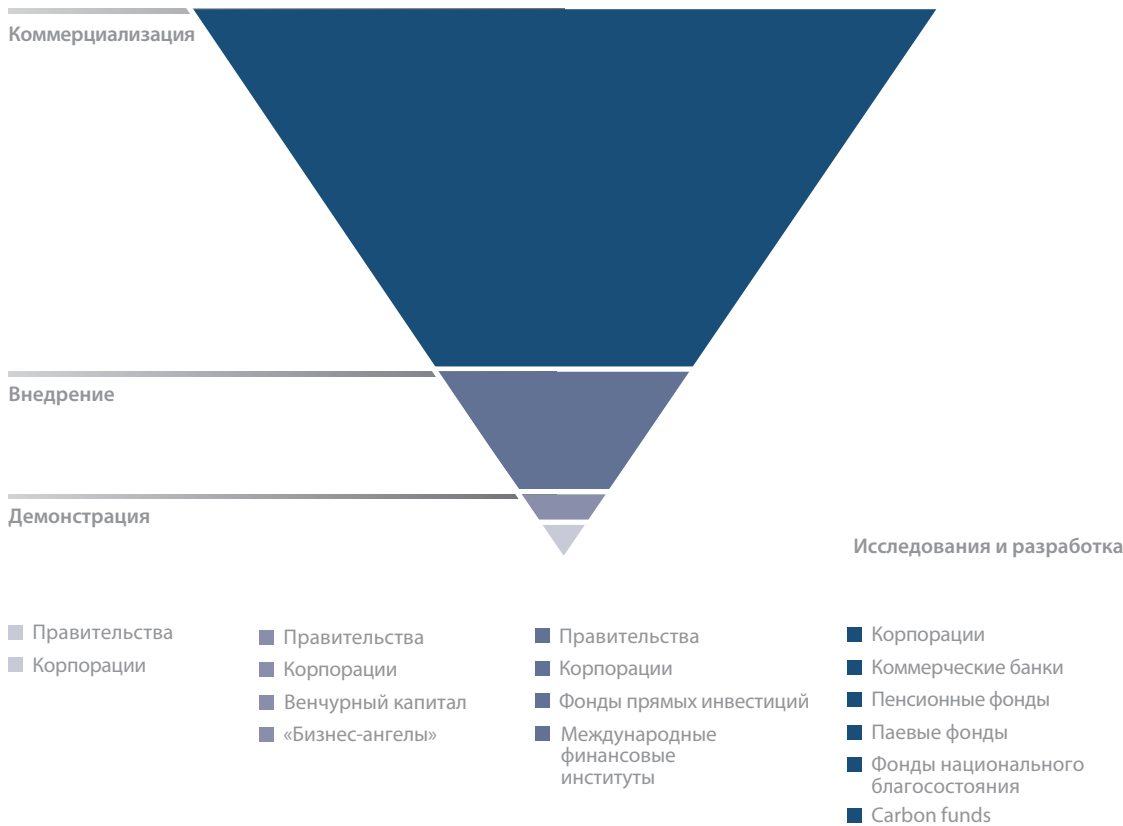 Коммерциализация
Внедрение
Демонстрация
Исследования и разработка
Правительства
Корпорации
Правительства
Корпорации
Венчурный капитал
«Бизнес-ангелы»
Правительства
Корпорации
Фонды прямых инвестиций
Международные
финансовые
институты
Корпорации
Коммерческие банки
Пенсионные фонды
Паевые фонды
Фонды национального
благосостояния
Carbon funds